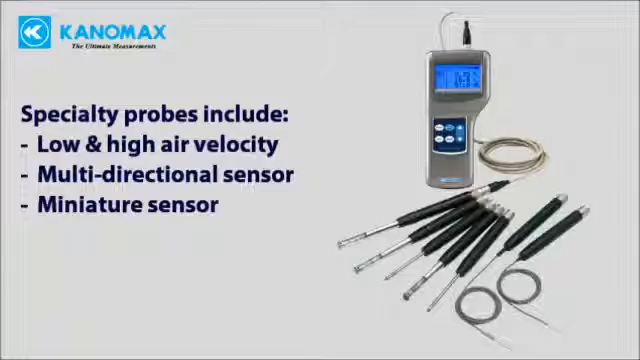 KANOMAX
The Ultimate Measurements
Specialty probes include:
- Low & high air velocity
- Multi-directional sensor
- Miniature sensor